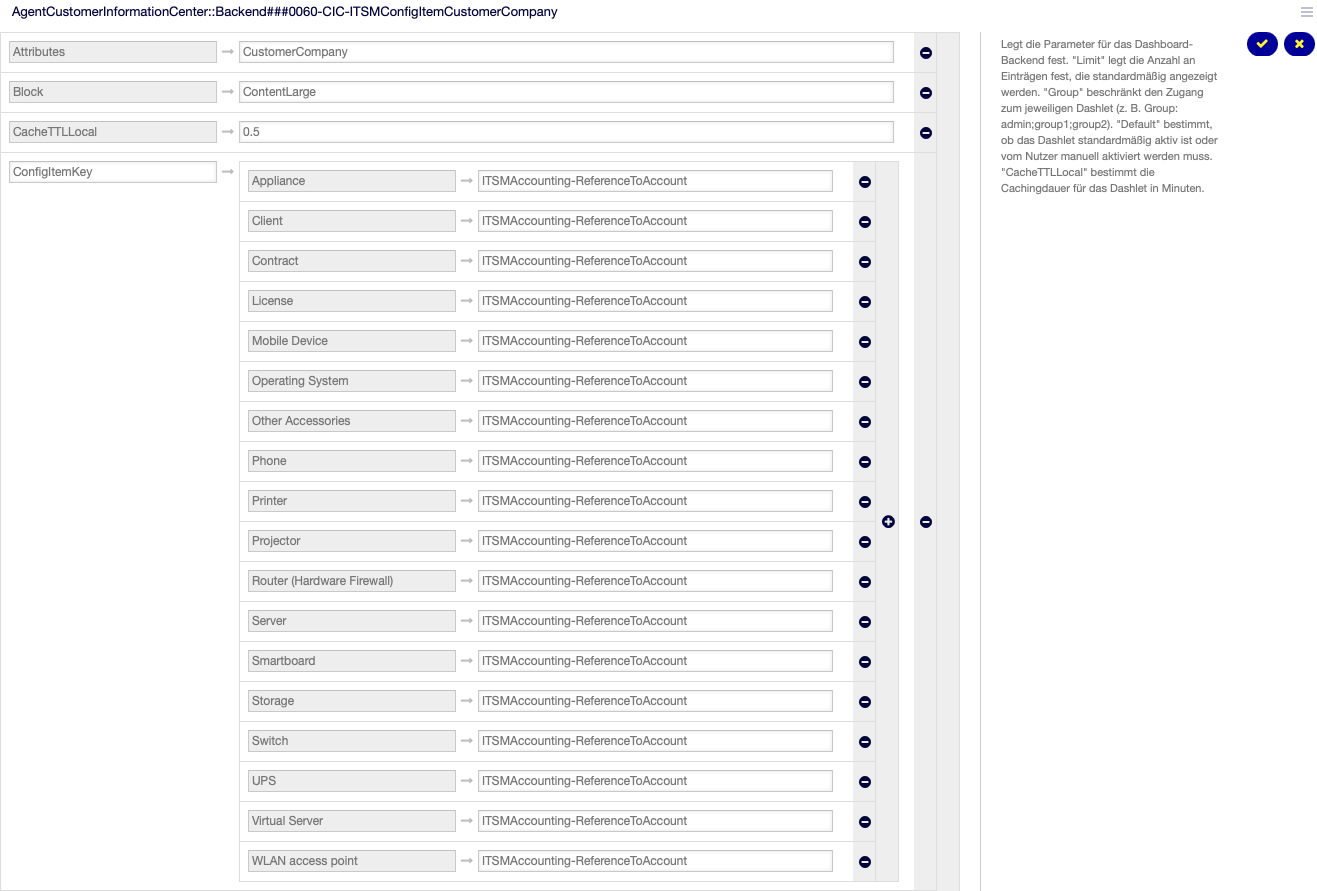 AgentCustomerInformationCenter::Backend###0060-CIC-ITSMConfigItemCustomerCompany
Attributes CustomerCompany
Block ContentLarge
CacheTTLLocal 0.5
ConfigItemKey
Appliance ITSMAccounting-ReferenceToAccount
Client ITSMAccounting-ReferenceToAccount
Contract ITSMAccounting-ReferenceToAccount
License ITSMAccounting-ReferenceToAccount
Mobile Device ITSMAccounting-ReferenceToAccount
Operating System ITSMAccounting-ReferenceToAccount
Other Accessories ITSMAccounting-ReferenceToAccount
Phone ITSMAccounting-ReferenceToAccount
Printer ITSMAccounting-ReferenceToAccount
Projector ITSMAccounting-ReferenceToAccount
Router (Hardware Firewall) ITSMAccounting-ReferenceToAccount
Server ITSMAccounting-ReferenceToAccount
Smartboard ITSMAccounting-ReferenceToAccount
Storage ITSMAccounting-ReferenceToAccount
Switch ITSMAccounting-ReferenceToAccount
UPS ITSMAccounting-ReferenceToAccount
Virtual Server ITSMAccounting-ReferenceToAccount
WLAN access point ITSMAccounting-ReferenceToAccount
Legt die Parameter für das Dashboard-
Backend fest. "Limit" legt die Anzahl an
Einträgen fest, die standardmäßig angezeigt
werden. "Group" beschränkt den Zugang
zum jeweiligen Dashlet (z. B. Group:
admin;group1;group2). "Default" bestimmt,
ob das Dashlet standardmäßig aktiv ist oder
vom Nutzer manuell aktiviert werden muss.
"CacheTTLLocal" bestimmt die
Cachingdauer für das Dashlet in Minuten.